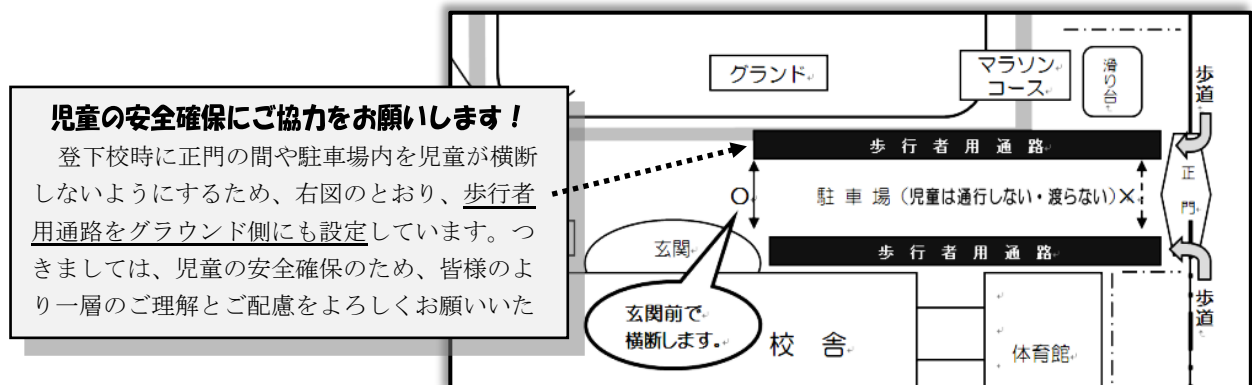 児童の安全確保にご協力をお願いします！
登下校時に正門の間や駐車場内を児童が横断
しないようにするため、右図のとおり、歩行者
用通路をグラウンド側にも設定しています。つ
きましては、児童の安全確保のため、皆様のよ
り一層のご理解とご配慮をよろしくお願いいた
グランド
マラソン
コース
滑り台
歩道
歩行者用通路
正門
○
駐車場（児童は通行しない・渡らない）×
玄関
歩行者用通路
玄関前で
横断します。
校舎
体育館
歩道